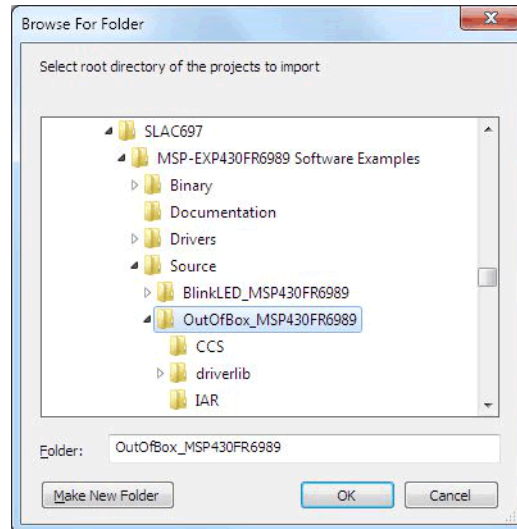 Browse For Folder
Select root directory of the projects to import
SLAC697
MSP-EXP430FR6989 Software Examples
Binary
Documentation
Drivers
Source
BlinkLED_MSP430FR6989
OutOfBox_MSP430FR6989
CCS
driverlib
IAR
Folder: OutOfBox_MSP430FR6989
Make New Folder OK Cancel